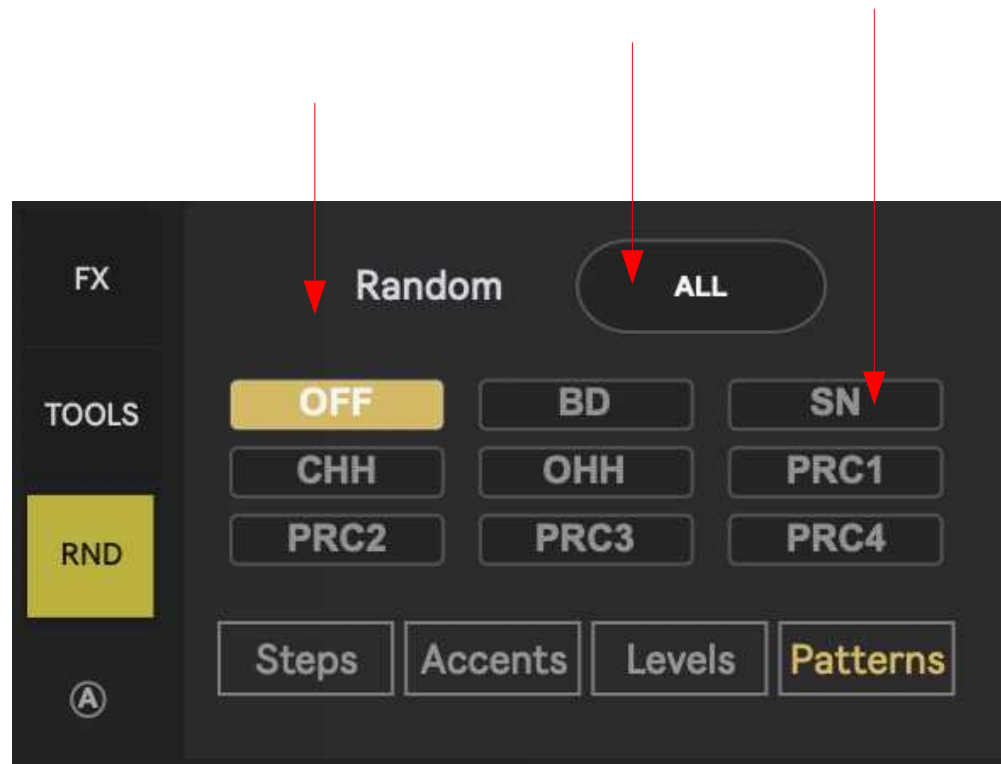 FX
TOOLS
RND
A
Random ALL
OFF BD SN
CHH OHH PRC1
PRC2 PRC3 PRC4
Steps Accents Levels Patterns